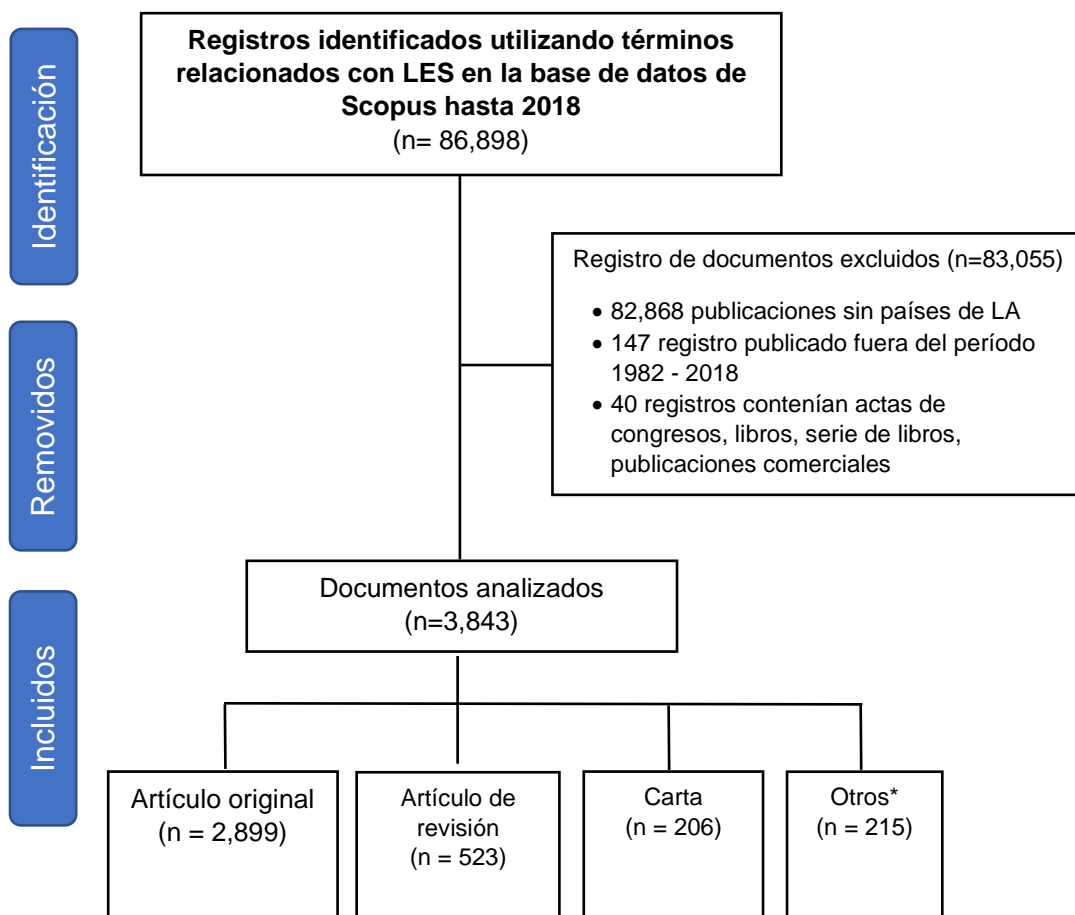 Identificación
Registros identificados utilizando términos
relacionados con LES en la base de datos de
Scopus hasta 2018
(n= 86,898)
Removidos
Registro de documentos excluidos (n=83,055)
• 82,868 publicaciones sin países de LA
• 147 registro publicado fuera del período
1982 - 2018
• 40 registros contenían actas de
congresos, libros, serie de libros,
publicaciones comerciales
Incluidos
Documentos analizados
(n=3,843)
Artículo original
(n = 2,899)
Artículo de
revisión
(n = 523)
Carta
(n = 206)
Otros*
(n = 215)